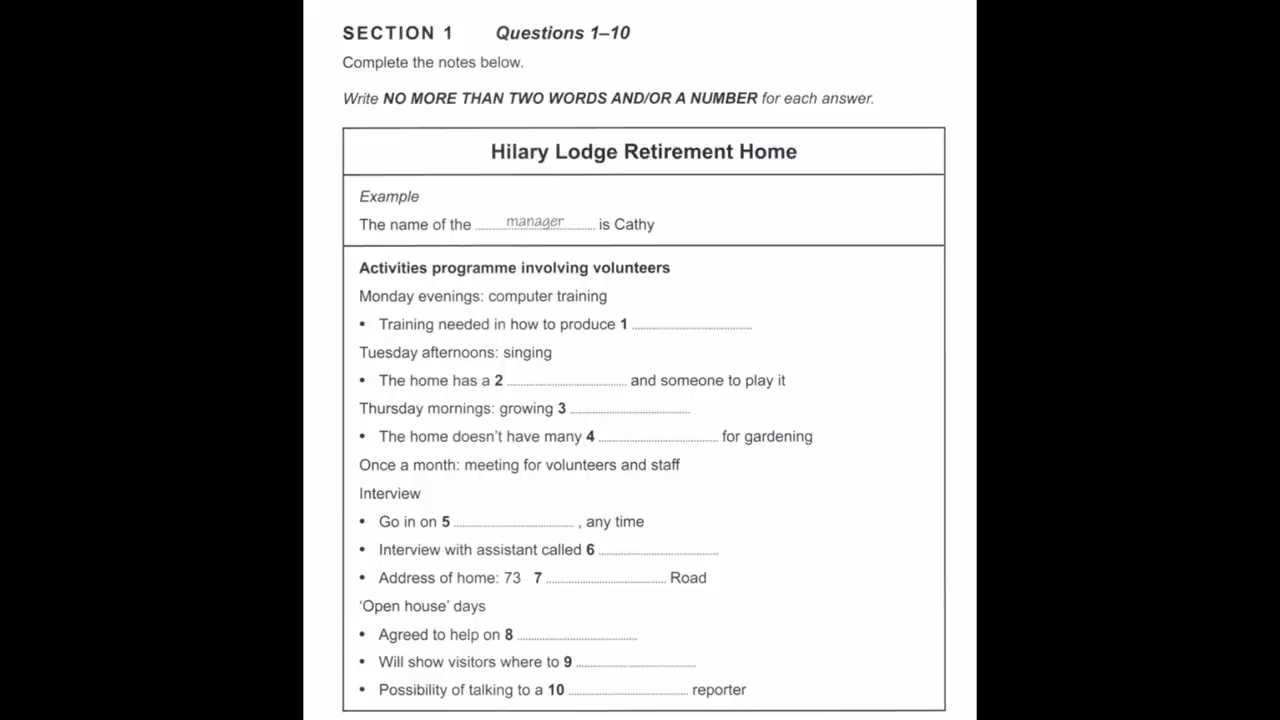 SECTION 1 Questions 1–10
Complete the notes below.
Write NO MORE THAN TWO WORDS AND/OR A NUMBER for each answer.
Hilary Lodge Retirement Home
Example
The name of the manager is Cathy
Activities programme involving volunteers
Monday evenings: computer training
• Training needed in how to produce 1 ....................
Tuesday afternoons: singing
• The home has a 2 .................... and someone to play it
Thursday mornings: growing 3 ....................
• The home doesn't have many 4 .................... for gardening
Once a month: meeting for volunteers and staff
Interview
• Go in on 5 .................... , any time
• Interview with assistant called 6 ....................
• Address of home: 73 7 .................... Road
'Open house' days
• Agreed to help on 8 ....................
• Will show visitors where to 9 ....................
• Possibility of talking to a 10 .................... reporter